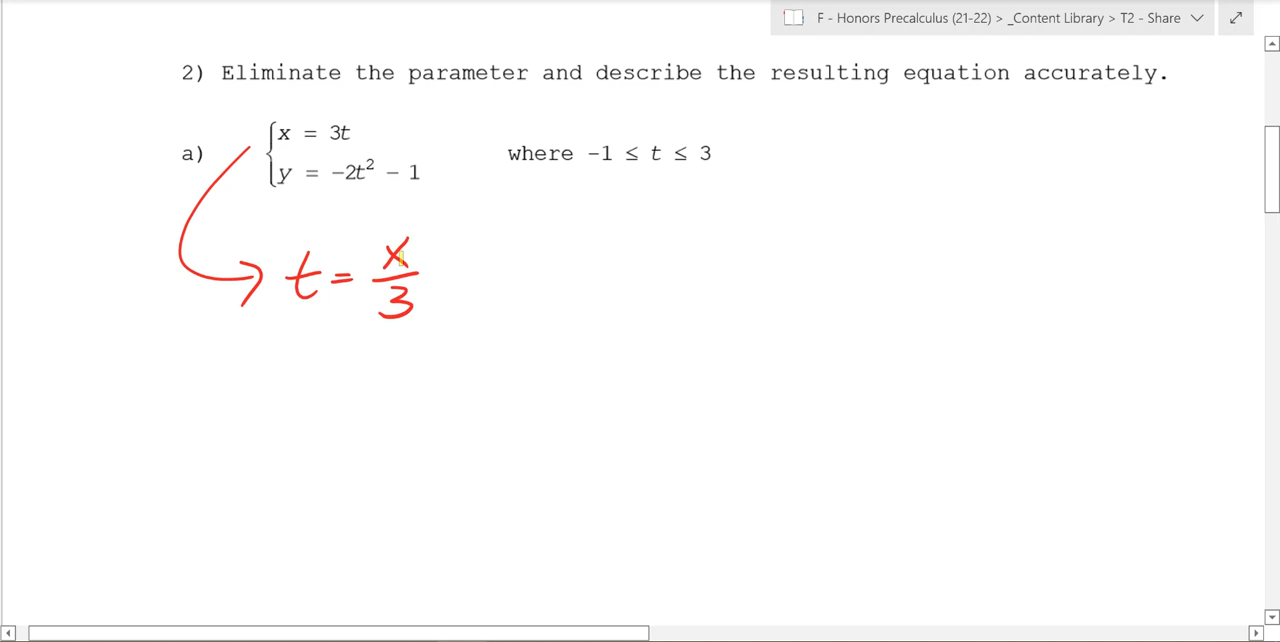 F - Honors Precalculus (21-22) > _Content Library > T2 - Share
2) Eliminate the parameter and describe the resulting equation accurately.
a) { x = 3t
y = -2t² - 1 where -1 ≤ t ≤ 3
t = x/3